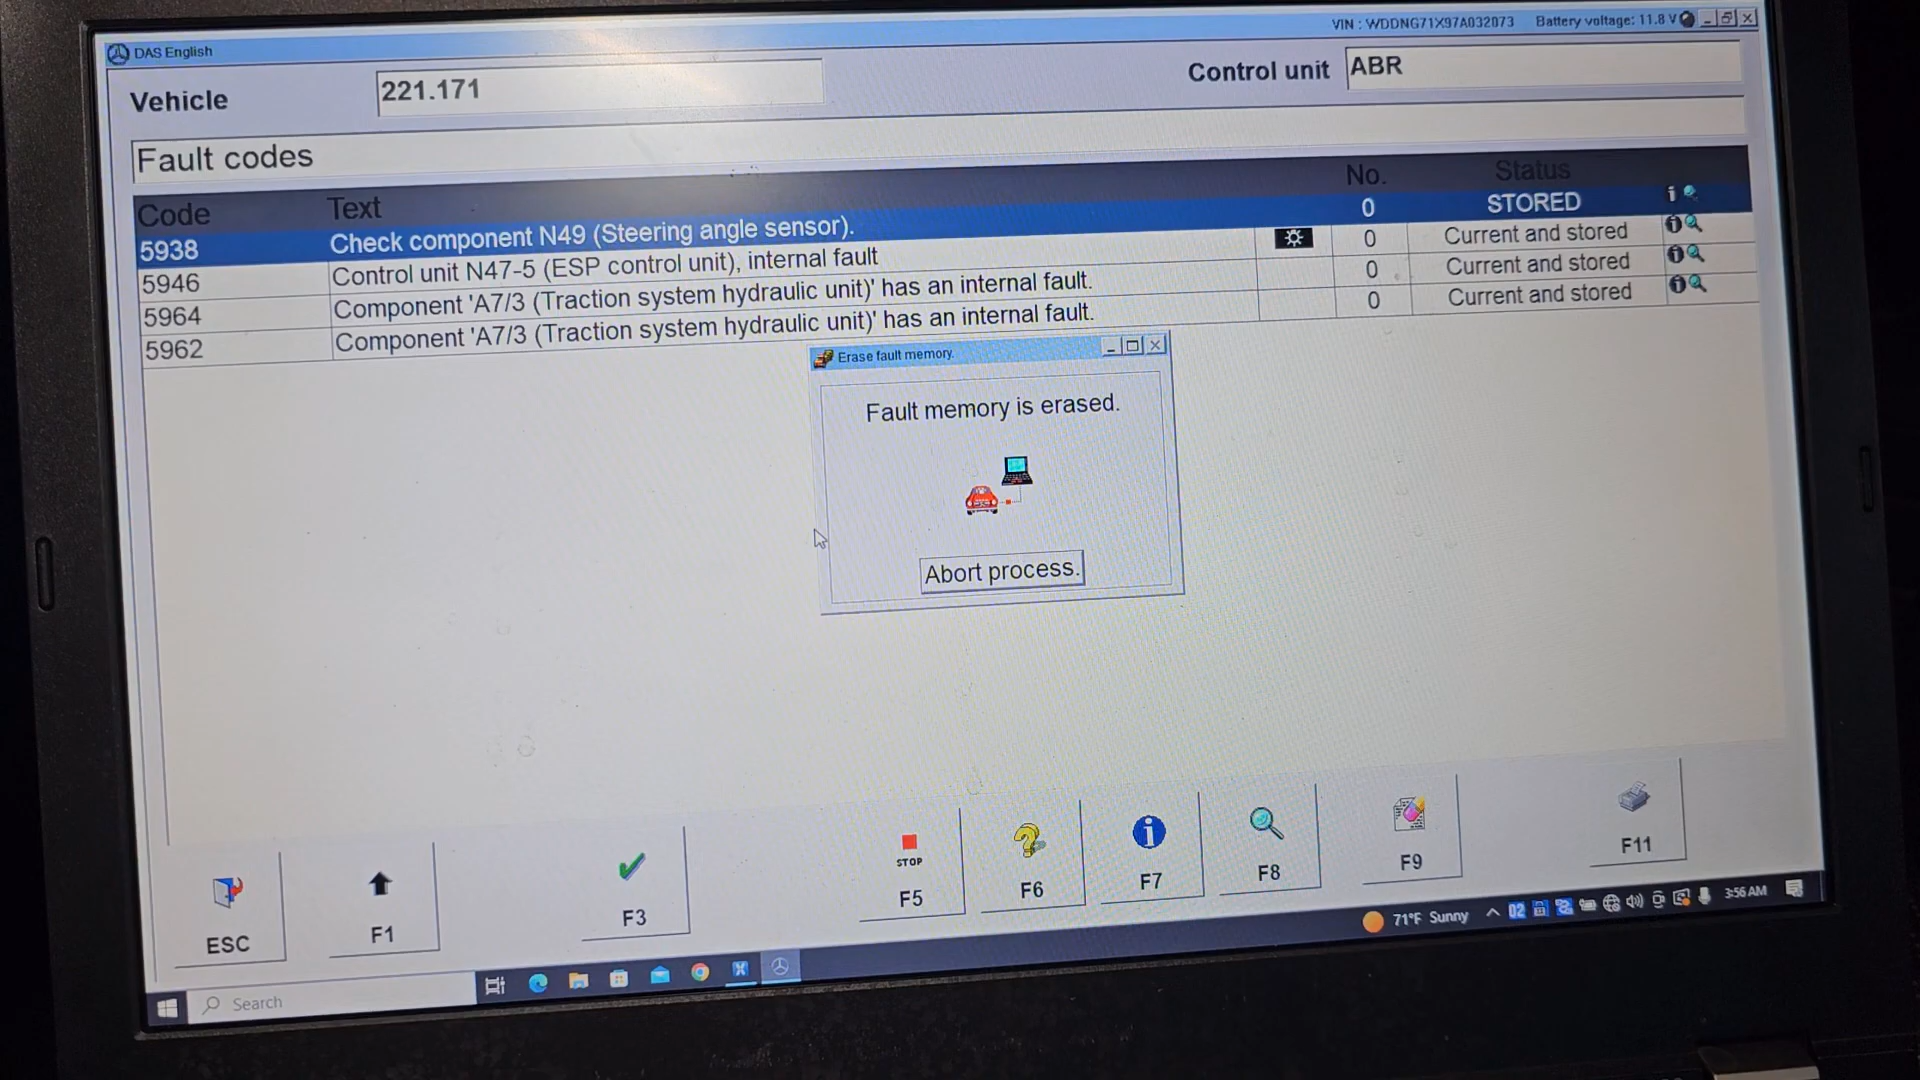 DAS English
VIN : WDDNG71X97A032073 Battery voltage: 11.8 V
Vehicle 221.171 Control unit ABR
Fault codes
Code Text No. Status
5938 Check component N49 (Steering angle sensor). 0 STORED
5946 Control unit N47-5 (ESP control unit), internal fault 0 Current and stored
5964 Component 'A7/3 (Traction system hydraulic unit)' has an internal fault. 0 Current and stored
5962 Component 'A7/3 (Traction system hydraulic unit)' has an internal fault. 0 Current and stored
Erase fault memory.
Fault memory is erased.
Abort process.
STOP
ESC F1 F3 F5 F6 F7 F8 F9 F11
Search
71°F Sunny 02 3:56 AM